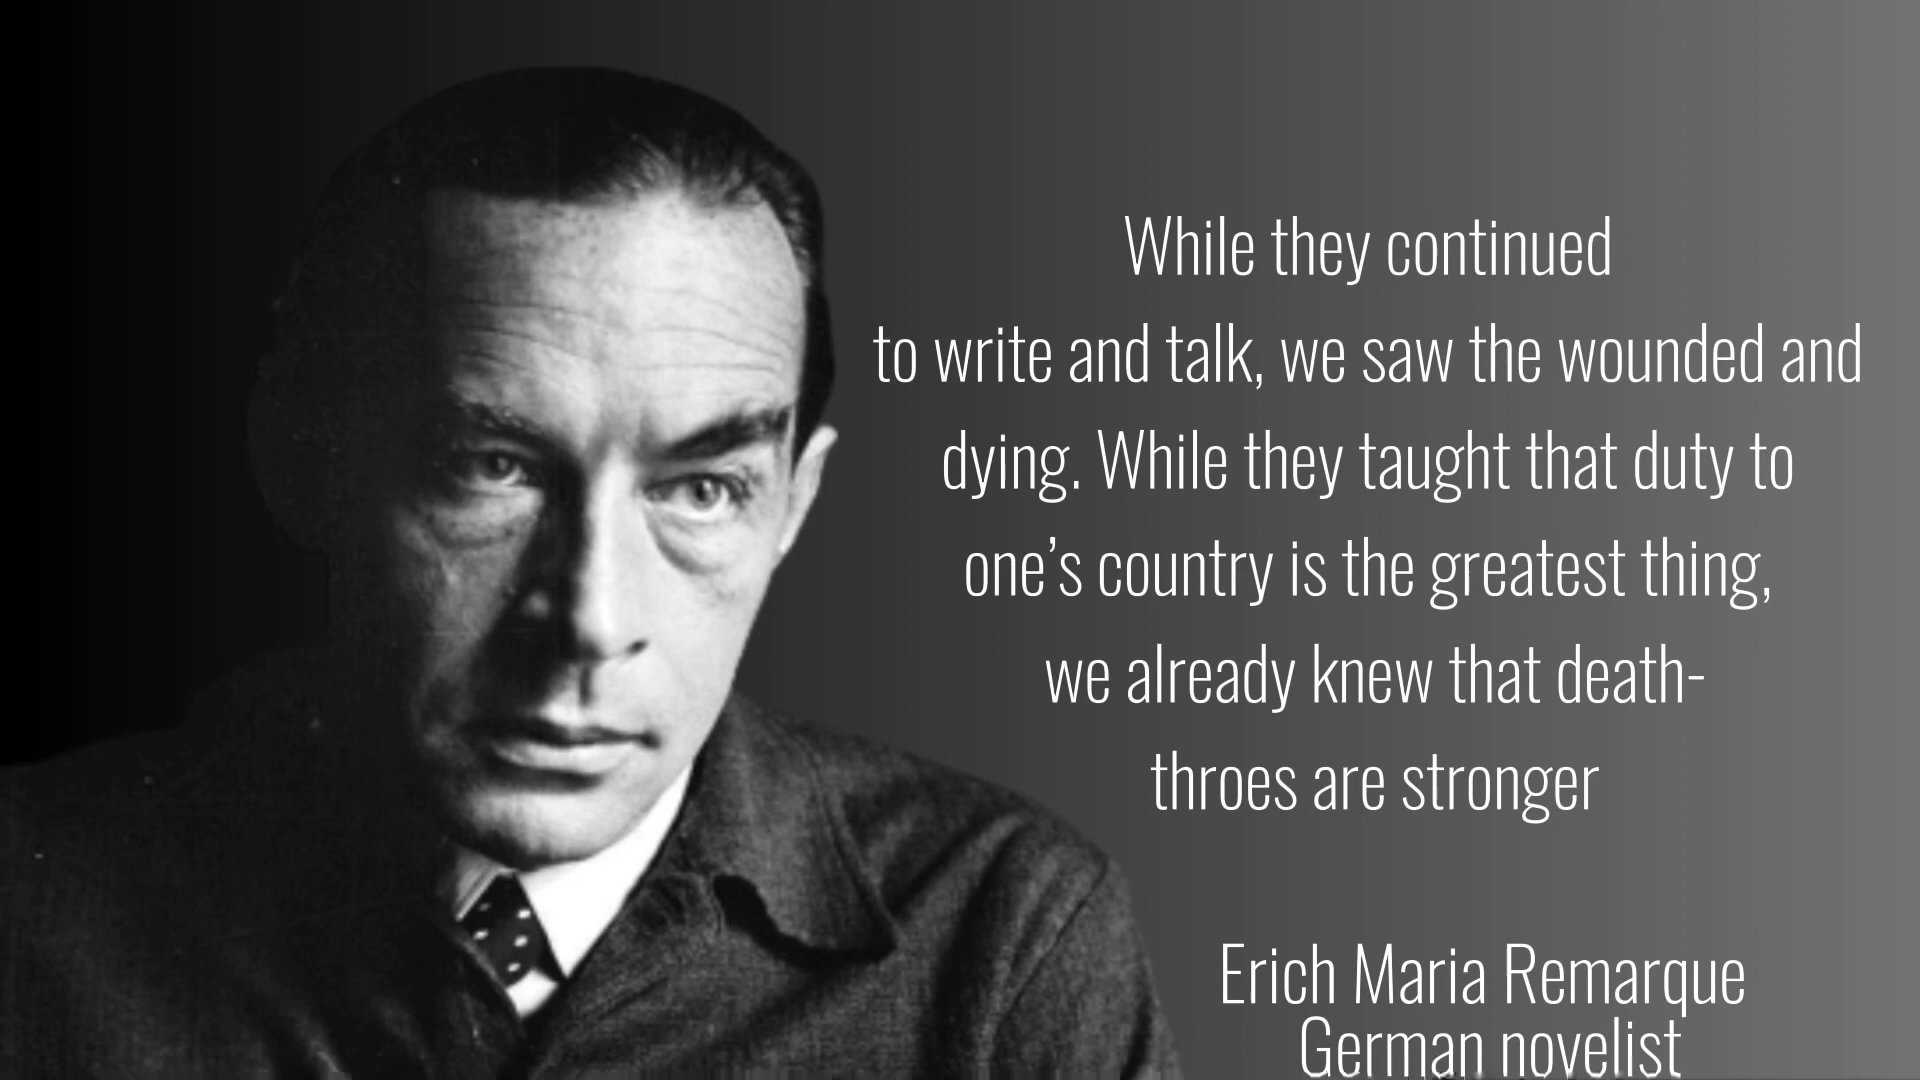 While they continued
to write and talk, we saw the wounded and
dying. While they taught that duty to
one’s country is the greatest thing,
we already knew that death-
throes are stronger
Erich Maria Remarque
German novelist